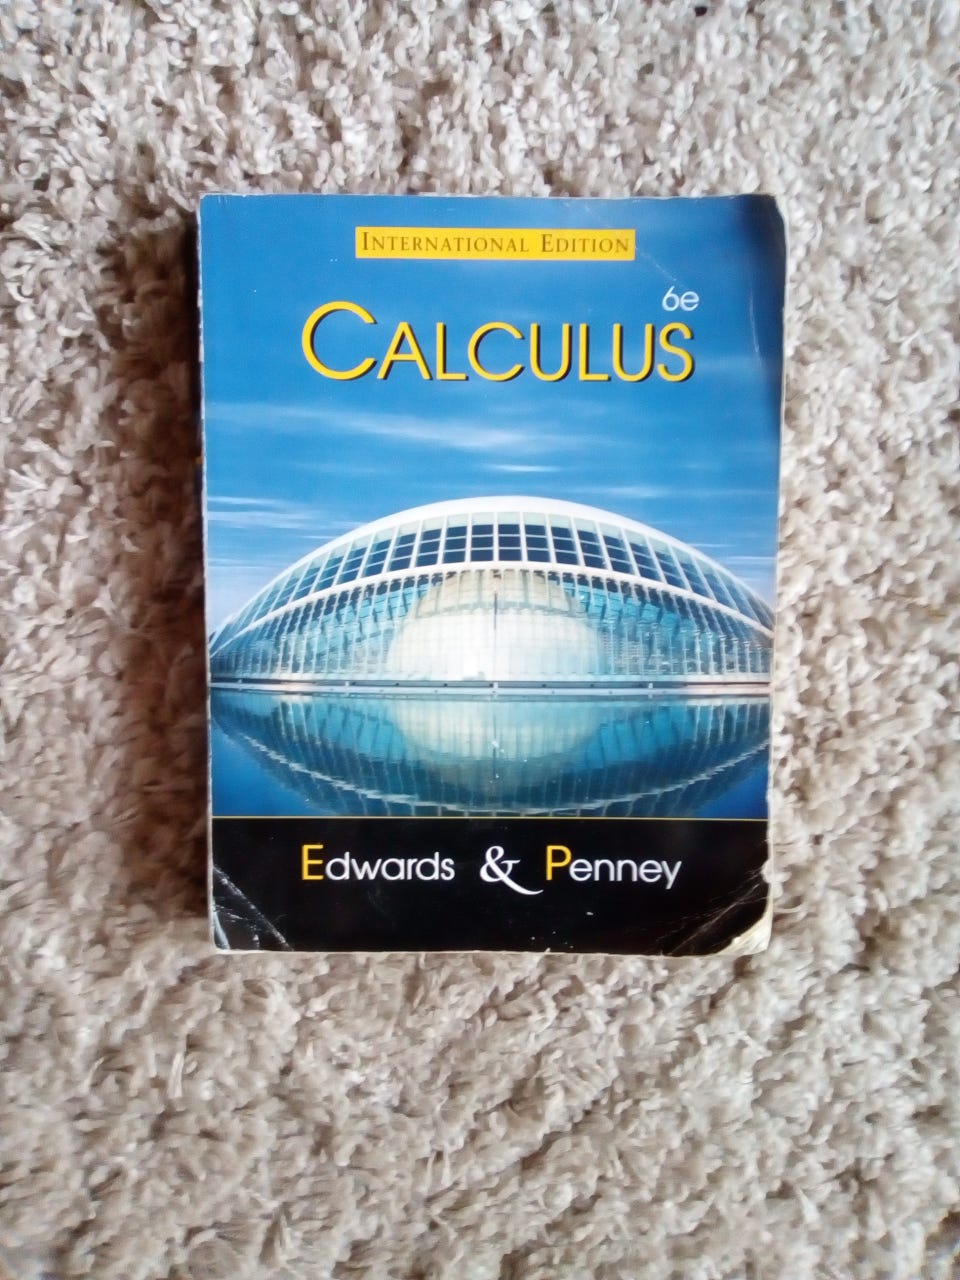 INTERNATIONAL EDITION
6e
CALCULUS
Edwards & Penney